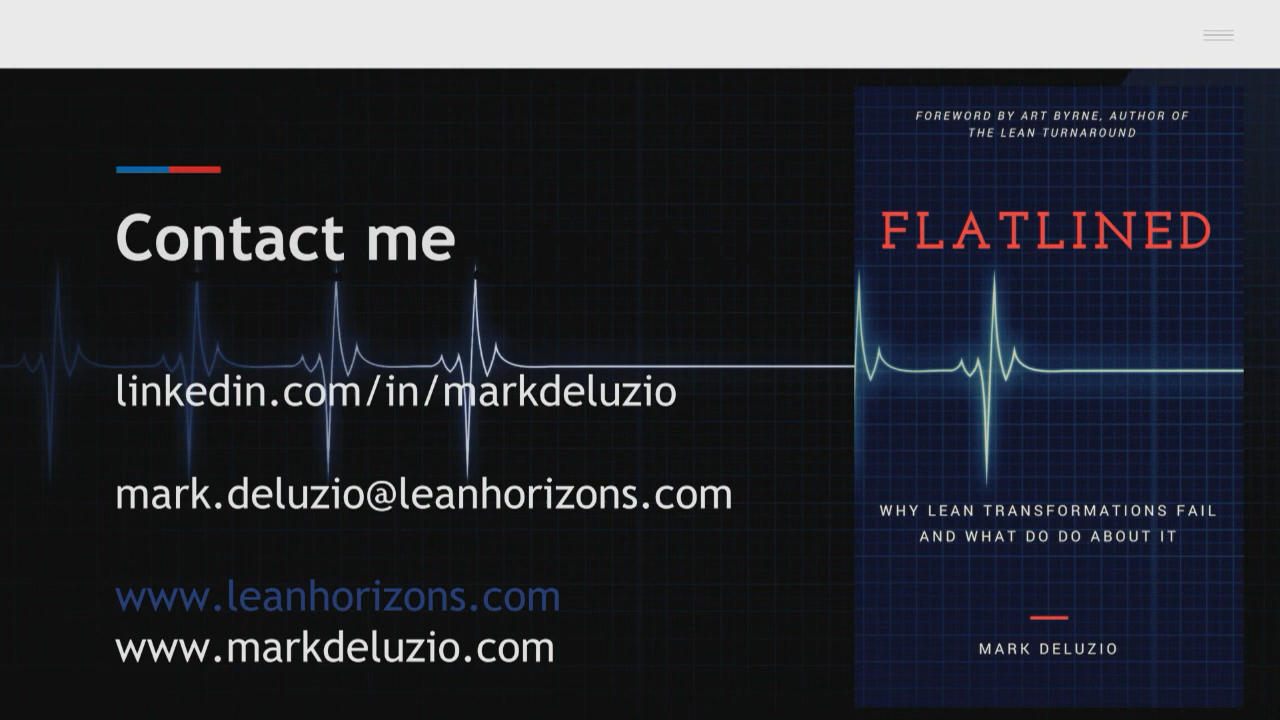 Contact me
linkedin.com/in/markdeluzio
mark.deluzio@leanhorizons.com
www.leanhorizons.com
www.markdeluzio.com
FOREWORD BY ART BYRNE, AUTHOR OF
THE LEAN TURNAROUND
FLATLINED
WHY LEAN TRANSFORMATIONS FAIL
AND WHAT DO DO ABOUT IT
MARK DELUZIO